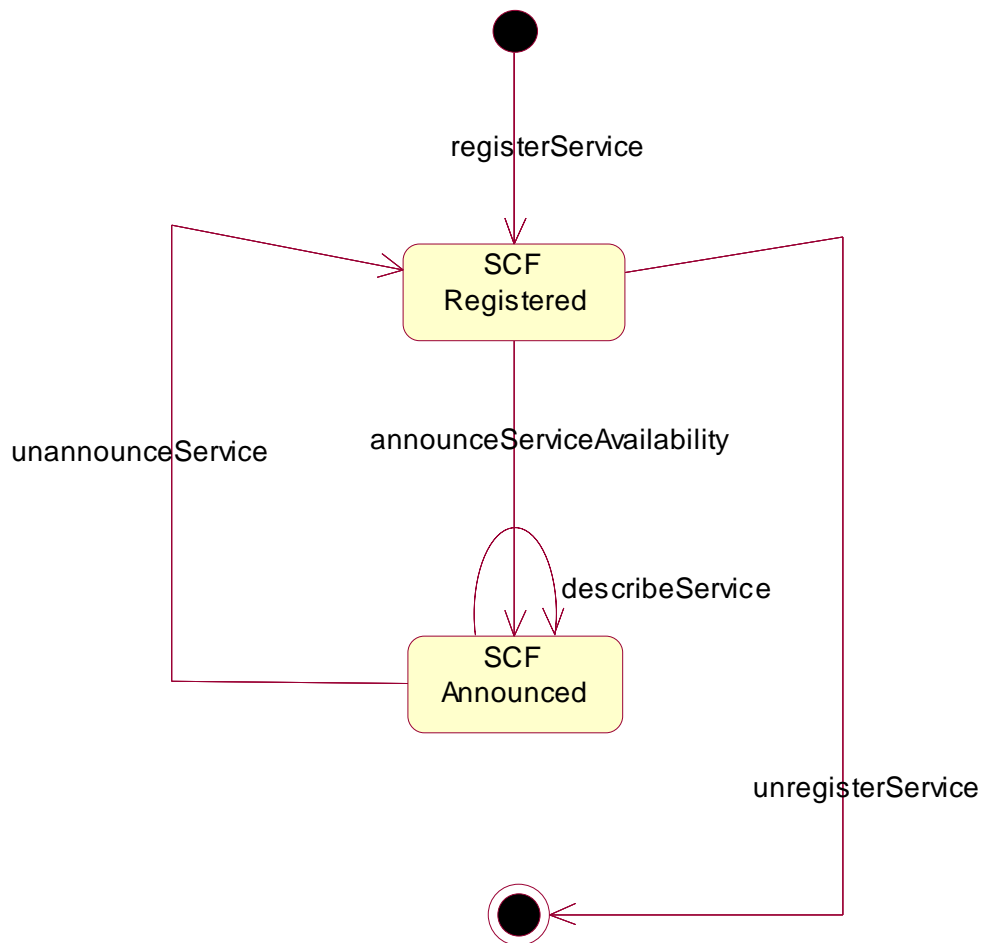 registerService
SCF
Registered
announceServiceAvailability
unannounceService
describeService
SCF
Announced
unregisterService